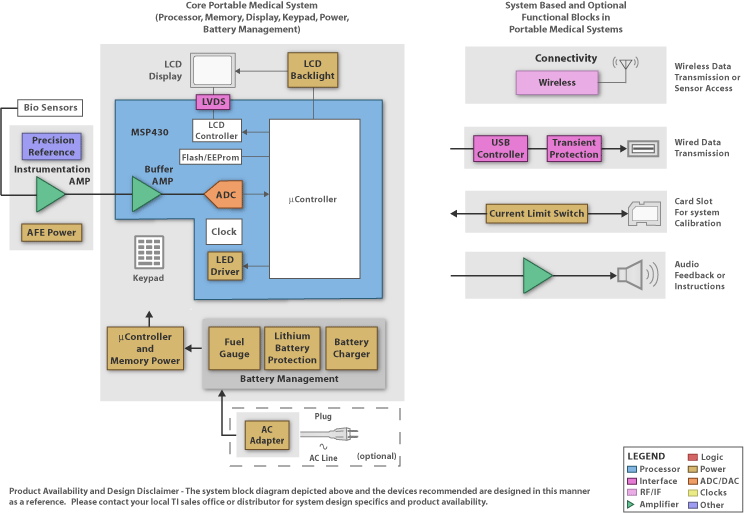 Core Portable Medical System
(Processor, Memory, Display, Keypad, Power,
Battery Management)
System Based and Optional
Functional Blocks in
Portable Medical Systems
LCD
Display
LCD
Backlight
LVDS
Bio Sensors
Precision
Reference
Instrumentation
AMP
AFE Power
MSP430
LCD
Controller
Flash/EEProm
Buffer
AMP
ADC
µController
Clock
LED
Driver
Keypad
µController
and
Memory Power
Fuel
Gauge
Lithium
Battery
Protection
Battery
Charger
Battery Management
AC
Adapter
Plug
AC Line
(optional)
Connectivity
Wireless
Wireless Data
Transmission or
Sensor Access
USB
Controller
Transient
Protection
Wired Data
Transmission
Current Limit Switch
Card Slot
For system
Calibration
Audio
Feedback or
Instructions
LEGEND
Processor
Interface
RF/IF
Amplifier
Logic
Power
ADC/DAC
Clocks
Other
Product Availability and Design Disclaimer - The system block diagram depicted above and the devices recommended are designed in this manner
as a reference. Please contact your local TI sales office or distributor for system design specifics and product availability.